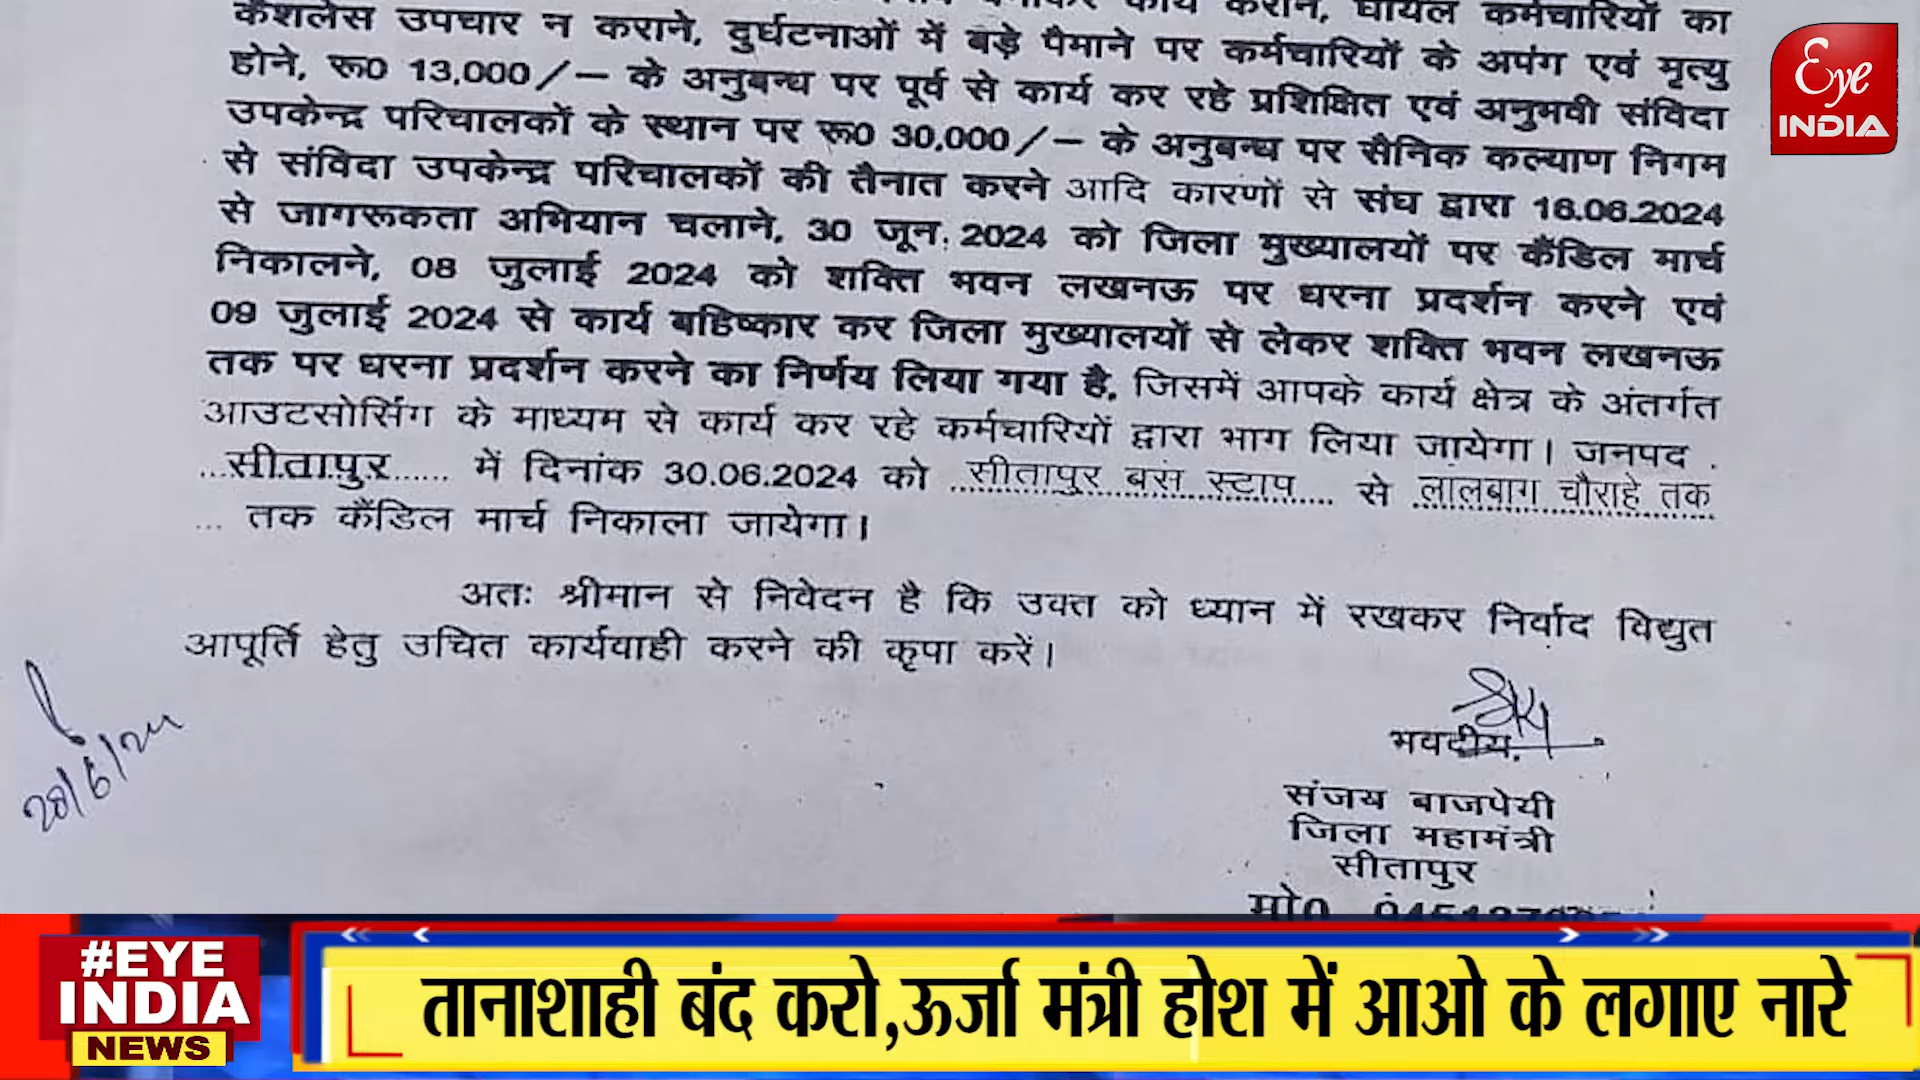 कार्य कराने, घायल कर्मचारियों का
कैशलेस उपचार न कराने, दुर्घटनाओं में बड़े पैमाने पर कर्मचारियों के अपंग एवं मृत्यु
होने, रू0 13,000/– के अनुबन्ध पर पूर्व से कार्य कर रहे प्रशिक्षित एवं अनुभवी संविदा
उपकेन्द्र परिचालकों के स्थान पर रू0 30,000/– के अनुबन्ध पर सैनिक कल्याण निगम
से संविदा उपकेन्द्र परिचालकों की तैनात करने आदि कारणों से संघ द्वारा 16.06.2024
से जागरूकता अभियान चलाने, 30 जून, 2024 को जिला मुख्यालयों पर कैंडिल मार्च
निकालने, 08 जुलाई 2024 को शक्ति भवन लखनऊ पर धरना प्रदर्शन करने एवं
09 जुलाई 2024 से कार्य बहिष्कार कर जिला मुख्यालयों से लेकर शक्ति भवन लखनऊ
तक पर धरना प्रदर्शन करने का निर्णय लिया गया है, जिसमें आपके कार्य क्षेत्र के अंतर्गत
आउटसोर्सिंग के माध्यम से कार्य कर रहे कर्मचारियों द्वारा भाग लिया जायेगा। जनपद
...सीतापुर...... में दिनांक 30.06.2024 को ..सीतापुर बस स्टाप.... से ..लालबाग चौराहे तक
... तक कैंडिल मार्च निकाला जायेगा।
अतः श्रीमान से निवेदन है कि उक्त को ध्यान में रखकर निर्वाद विद्युत
आपूर्ति हेतु उचित कार्यवाही करने की कृपा करें।
भवदीय
संजय बाजपेयी
जिला महामंत्री
सीतापुर
मो0
28/6/24
Eye
INDIA
#EYE
INDIA
NEWS
तानाशाही बंद करो,ऊर्जा मंत्री होश में आओ के लगाए नारे